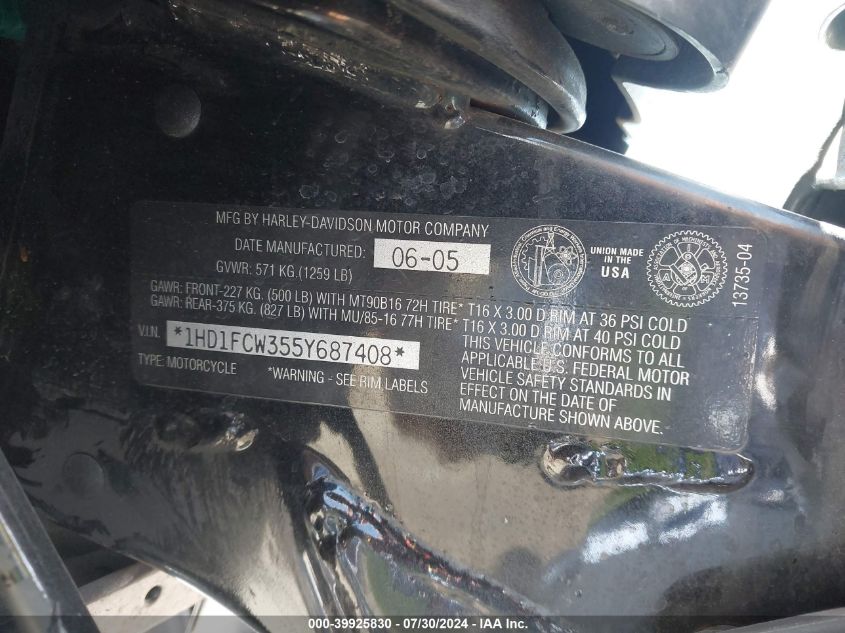 MFG BY HARLEY-DAVIDSON MOTOR COMPANY
DATE MANUFACTURED: 06-05
GVWR: 571 KG.(1259 LB)
GAWR: FRONT-227 KG. (500 LB) WITH MT90B16 72H TIRE* T16 X 3.00 D RIM AT 36 PSI COLD
GAWR: REAR-375 KG. (827 LB) WITH MU/85-16 77H TIRE* T16 X 3.00 D RIM AT 40 PSI COLD
V.I.N. *1HD1FCW355Y687408*
TYPE: MOTORCYCLE *WARNING - SEE RIM LABELS
THIS VEHICLE CONFORMS TO ALL
APPLICABLE U.S. FEDERAL MOTOR
VEHICLE SAFETY STANDARDS IN
EFFECT ON THE DATE OF
MANUFACTURE SHOWN ABOVE.
UNION MADE
IN THE
USA
13735-04
000-39925830 - 07/30/2024 - IAAI.COM